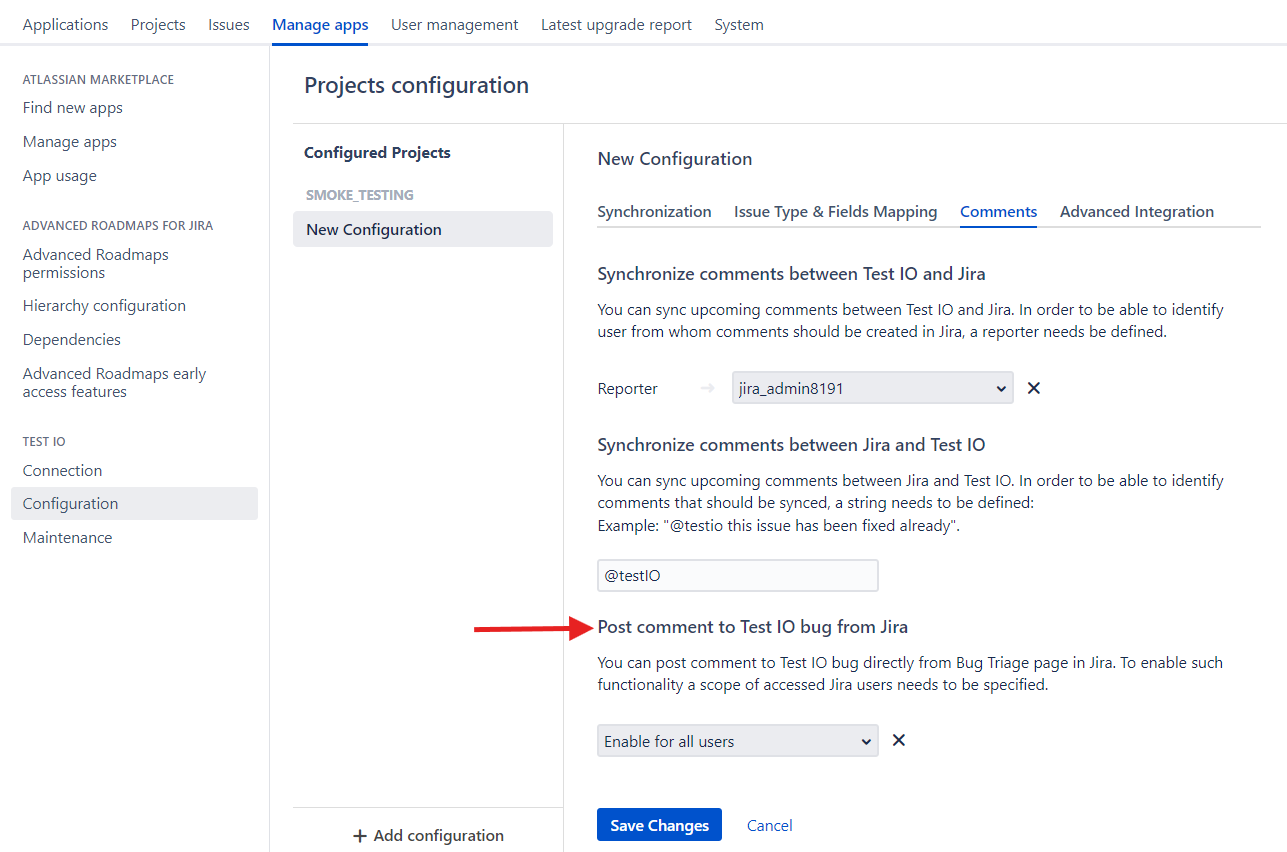 Applications Projects Issues Manage apps User management Latest upgrade report System
ATLASSIAN MARKETPLACE
Find new apps
Manage apps
App usage
ADVANCED ROADMAPS FOR JIRA
Advanced Roadmaps
permissions
Hierarchy configuration
Dependencies
Advanced Roadmaps early
access features
TEST IO
Connection
Configuration
Maintenance
Projects configuration
Configured Projects
SMOKE_TESTING
New Configuration
+ Add configuration
New Configuration
Synchronization Issue Type & Fields Mapping Comments Advanced Integration
Synchronize comments between Test IO and Jira
You can sync upcoming comments between Test IO and Jira. In order to be able to identify
user from whom comments should be created in Jira, a reporter needs be defined.
Reporter → jira_admin8191
Synchronize comments between Jira and Test IO
You can sync upcoming comments between Jira and Test IO. In order to be able to identify
comments that should be synced, a string needs to be defined:
Example: "@testio this issue has been fixed already".
@testIO
Post comment to Test IO bug from Jira
You can post comment to Test IO bug directly from Bug Triage page in Jira. To enable such
functionality a scope of accessed Jira users needs to be specified.
Enable for all users
Save Changes Cancel